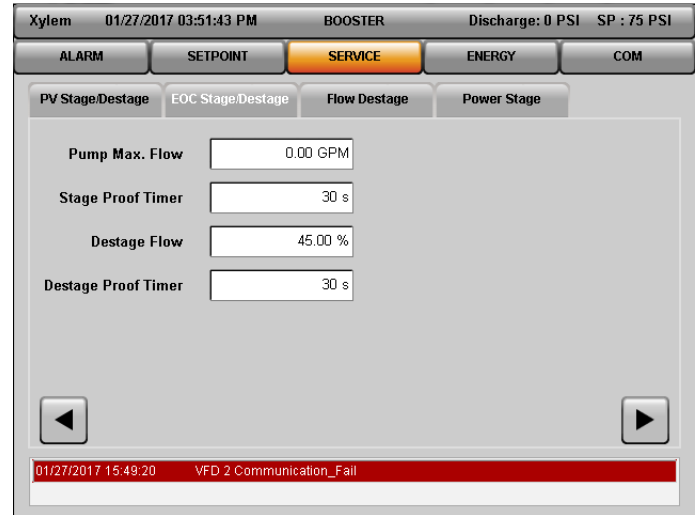 Xylem 01/27/2017 03:51:43 PM BOOSTER Discharge: 0 PSI SP : 75 PSI
ALARM SETPOINT SERVICE ENERGY COM
PV Stage/Destage EOC Stage/Destage Flow Destage Power Stage
Pump Max. Flow 0.00 GPM
Stage Proof Timer 30 s
Destage Flow 45.00 %
Destage Proof Timer 30 s
01/27/2017 15:49:20 VFD 2 Communication_Fail